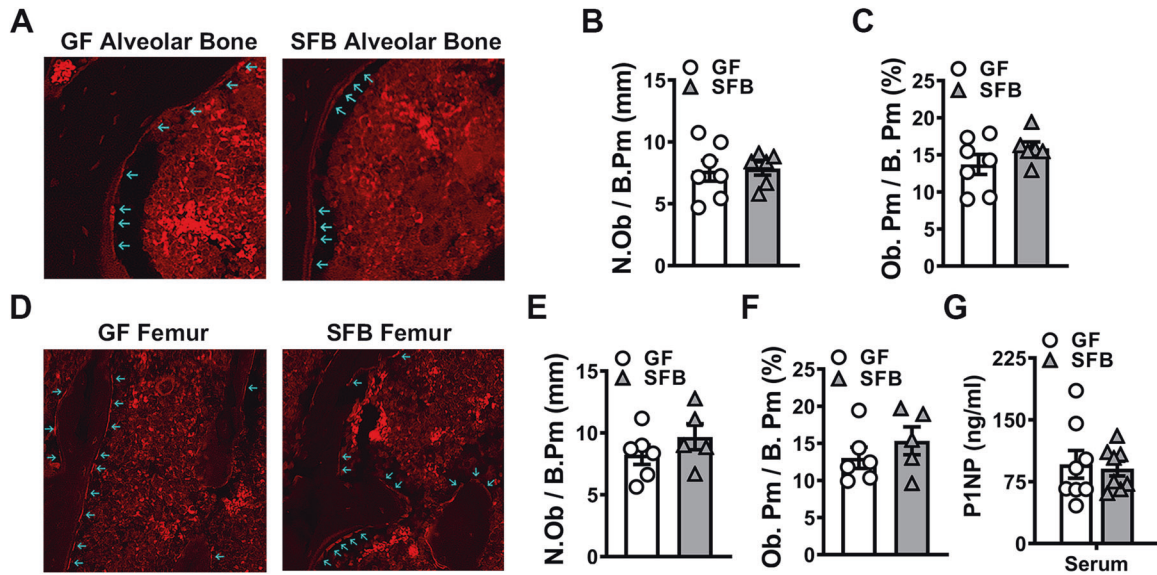 A
GF Alveolar Bone
SFB Alveolar Bone
B
N.Ob / B.Pm (mm)
GF
SFB
15
10
5
0
C
Ob. Pm / B. Pm (%)
GF
SFB
25
20
15
10
5
0
D
GF Femur
SFB Femur
E
N.Ob / B.Pm (mm)
GF
SFB
15
10
5
0
F
Ob. Pm / B. Pm (%)
GF
SFB
25
20
15
10
5
0
G
P1NP (ng/ml)
GF
SFB
225
150
75
0
Serum